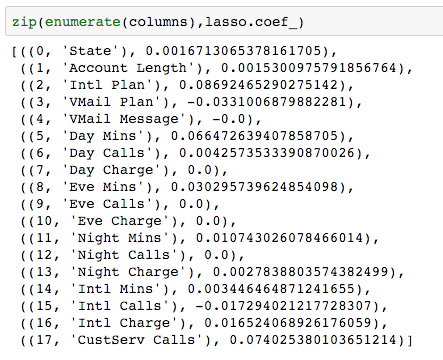 zip(enumerate(columns),lasso.coef_)
[((0, 'State'), 0.0016713065378161705),
((1, 'Account Length'), 0.0015300975791856764),
((2, 'Intl Plan'), 0.08692465290275142),
((3, 'VMail Plan'), -0.0331006879882281),
((4, 'VMail Message'), -0.0),
((5, 'Day Mins'), 0.066472639407858705),
((6, 'Day Calls'), 0.0042573533390870026),
((7, 'Day Charge'), 0.0),
((8, 'Eve Mins'), 0.030295739624854098),
((9, 'Eve Calls'), 0.0),
((10, 'Eve Charge'), 0.0),
((11, 'Night Mins'), 0.010743026078466014),
((12, 'Night Calls'), 0.0),
((13, 'Night Charge'), 0.0027838803574382499),
((14, 'Intl Mins'), 0.003446464871241655),
((15, 'Intl Calls'), -0.017294021217728307),
((16, 'Intl Charge'), 0.016524068926176059),
((17, 'CustServ Calls'), 0.074025380103651214)]